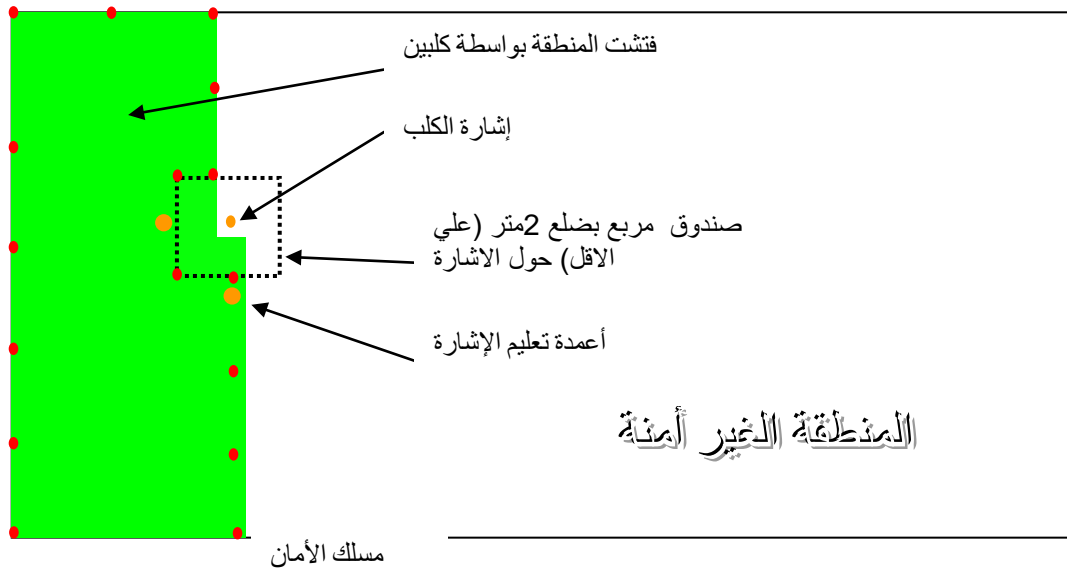 فتشت المنطقة بواسطة كلبين
إشارة الكلب
صندوق مربع بضلع 2متر (علي
الاقل) حول الاشارة
أعمدة تعليم الإشارة
المنطقة الغير أمنة
مسلك الأمان